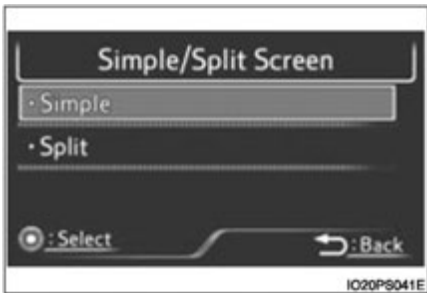 Simple/Split Screen
・Simple
・Split
:Select :Back
IO20PS041E